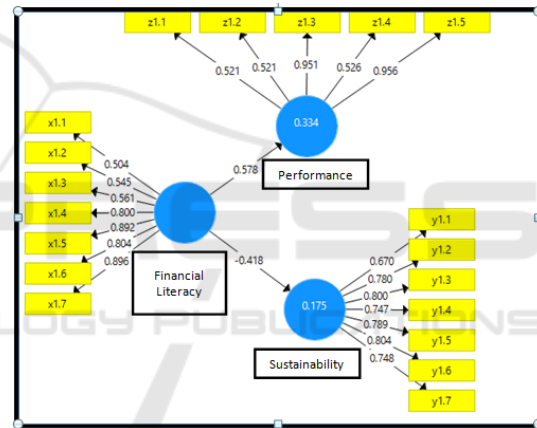 z1.1 z1.2 z1.3 z1.4 z1.5
0.521 0.521 0.951 0.526 0.956
0.334
Performance
x1.1
x1.2
x1.3
x1.4
x1.5
x1.6
x1.7
0.504
0.545
0.561
0.800
0.892
0.804
0.896
0.578
-0.418
Financial
Literacy
0.175
Sustainability
0.670
0.780
0.800
0.747
0.789
0.804
0.748
y1.1
y1.2
y1.3
y1.4
y1.5
y1.6
y1.7
PRESS
OLOGY PUBLICATIONS